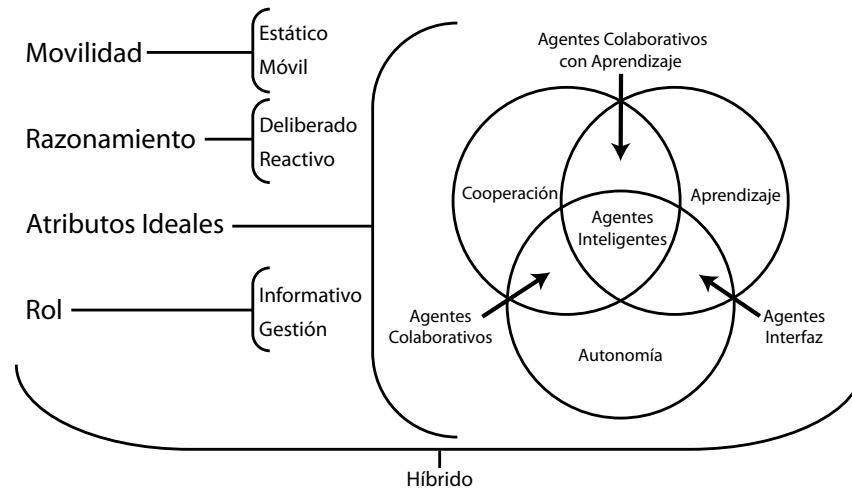 Movilidad
Estático
Móvil
Razonamiento
Deliberado
Reactivo
Atributos Ideales
Rol
Informativo
Gestión
Agentes Colaborativos
con Aprendizaje
Cooperación
Aprendizaje
Agentes
Inteligentes
Agentes
Colaborativos
Agentes
Interfaz
Autonomía
Híbrido